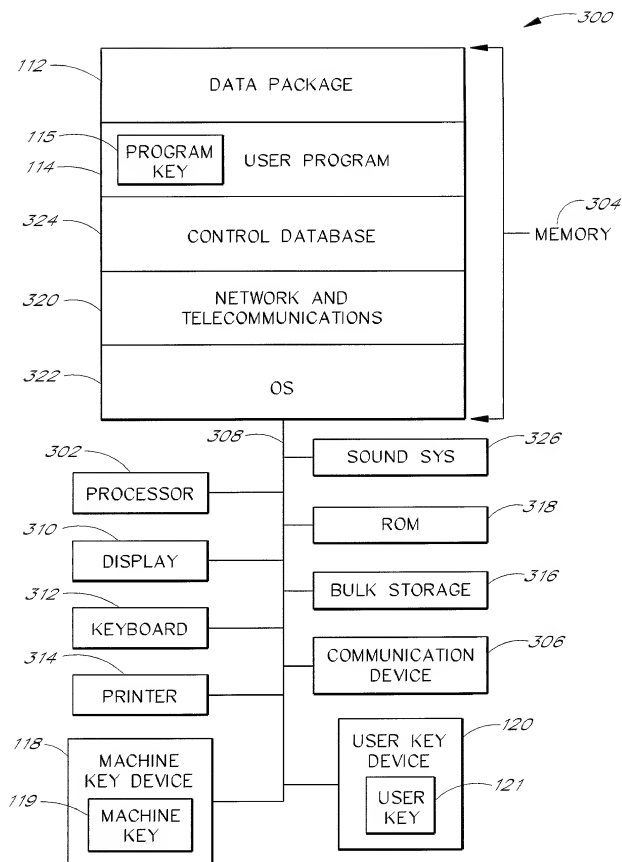 300
112
DATA PACKAGE
115
PROGRAM
KEY
USER PROGRAM
114
324
CONTROL DATABASE
304
MEMORY
320
NETWORK AND
TELECOMMUNICATIONS
322
OS
308
302
PROCESSOR
SOUND SYS
326
310
DISPLAY
ROM
318
312
KEYBOARD
BULK STORAGE
316
314
PRINTER
COMMUNICATION
DEVICE
306
118
MACHINE
KEY DEVICE
119
MACHINE
KEY
USER KEY
DEVICE
120
USER
KEY
121